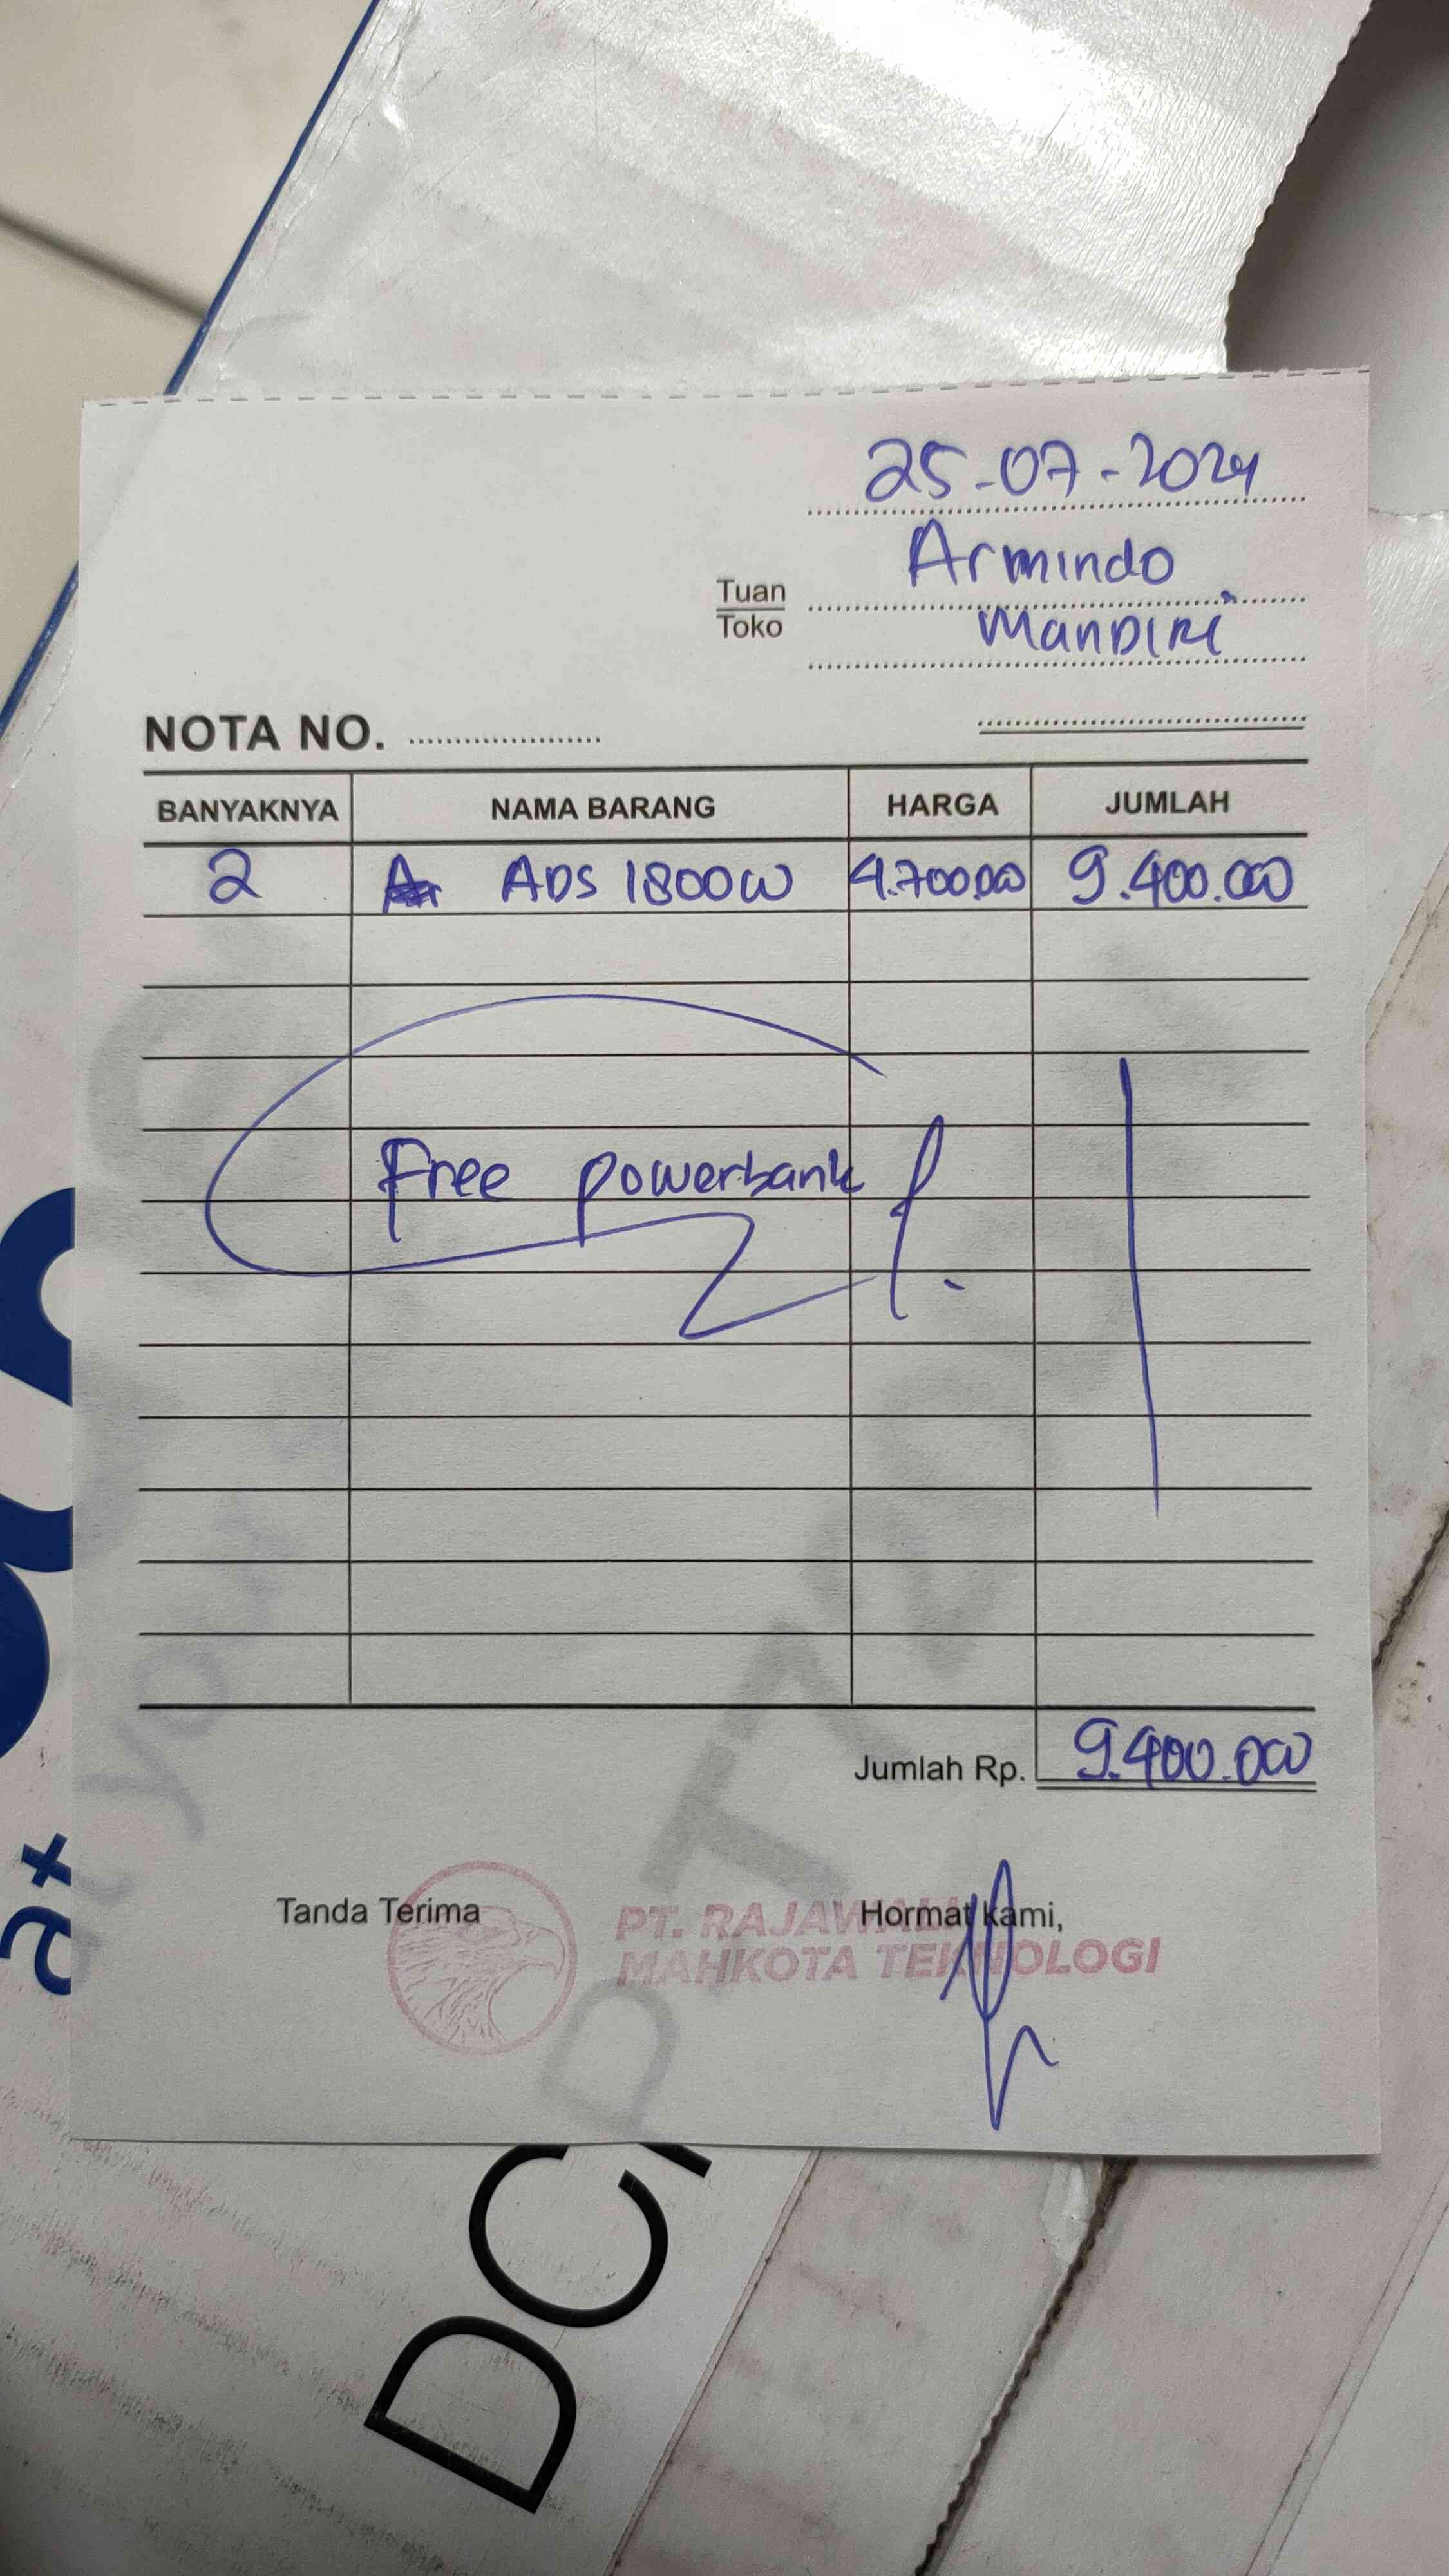 25-07-2024
Armindo
Tuan
Toko
Mandiri
NOTA NO. ....................
BANYAKNYA NAMA BARANG HARGA JUMLAH
2 ADS 1800W 4.700.000 9.400.000
Free powerbank
Jumlah Rp. 9.400.000
Tanda Terima Hormat kami,
PT. RAJAWALI
MAHKOTA TEKNOLOGI
at
DC